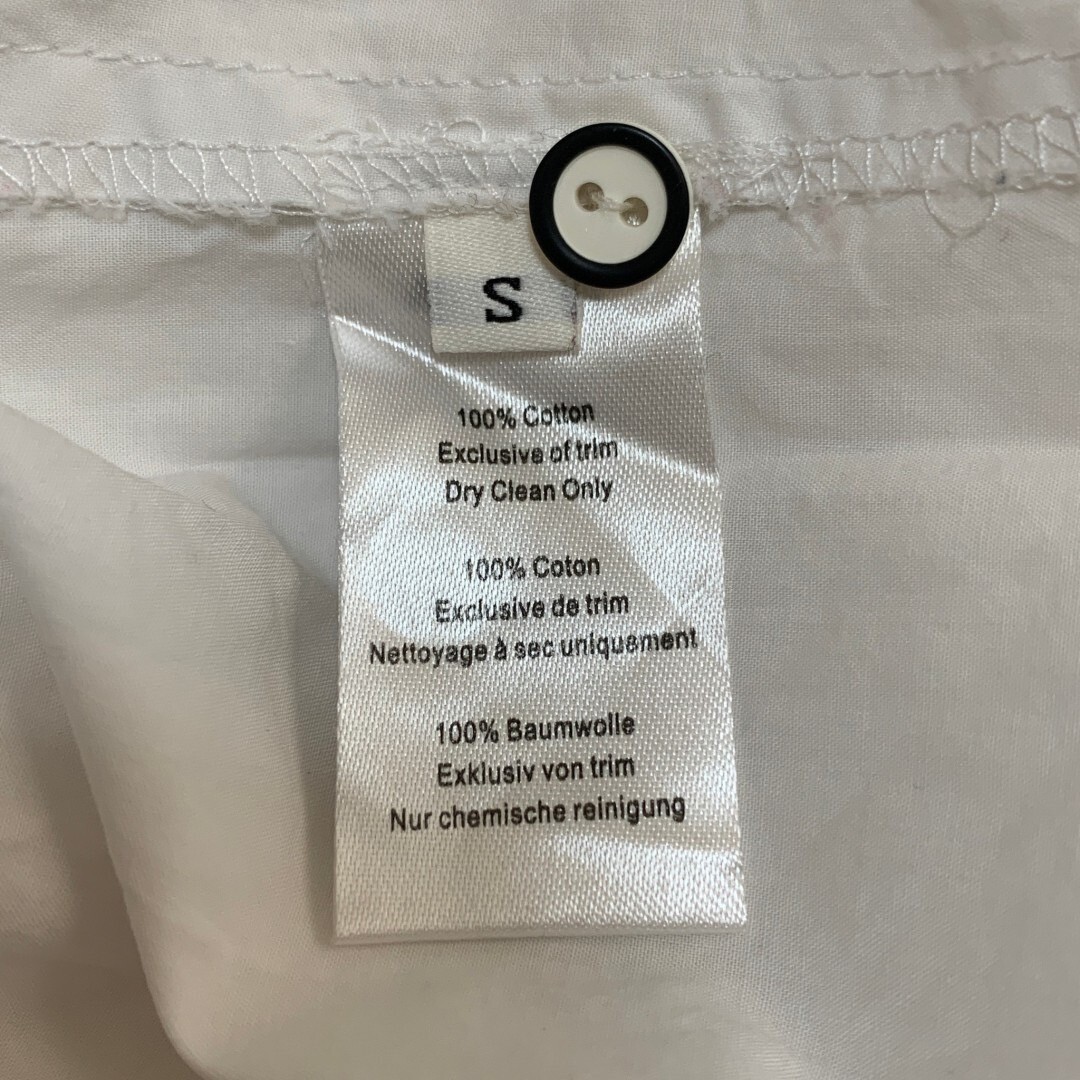 S
100% Cotton
Exclusive of trim
Dry Clean Only
100% Coton
Exclusive de trim
Nettoyage à sec uniquement
100% Baumwolle
Exklusiv von trim
Nur chemische reinigung